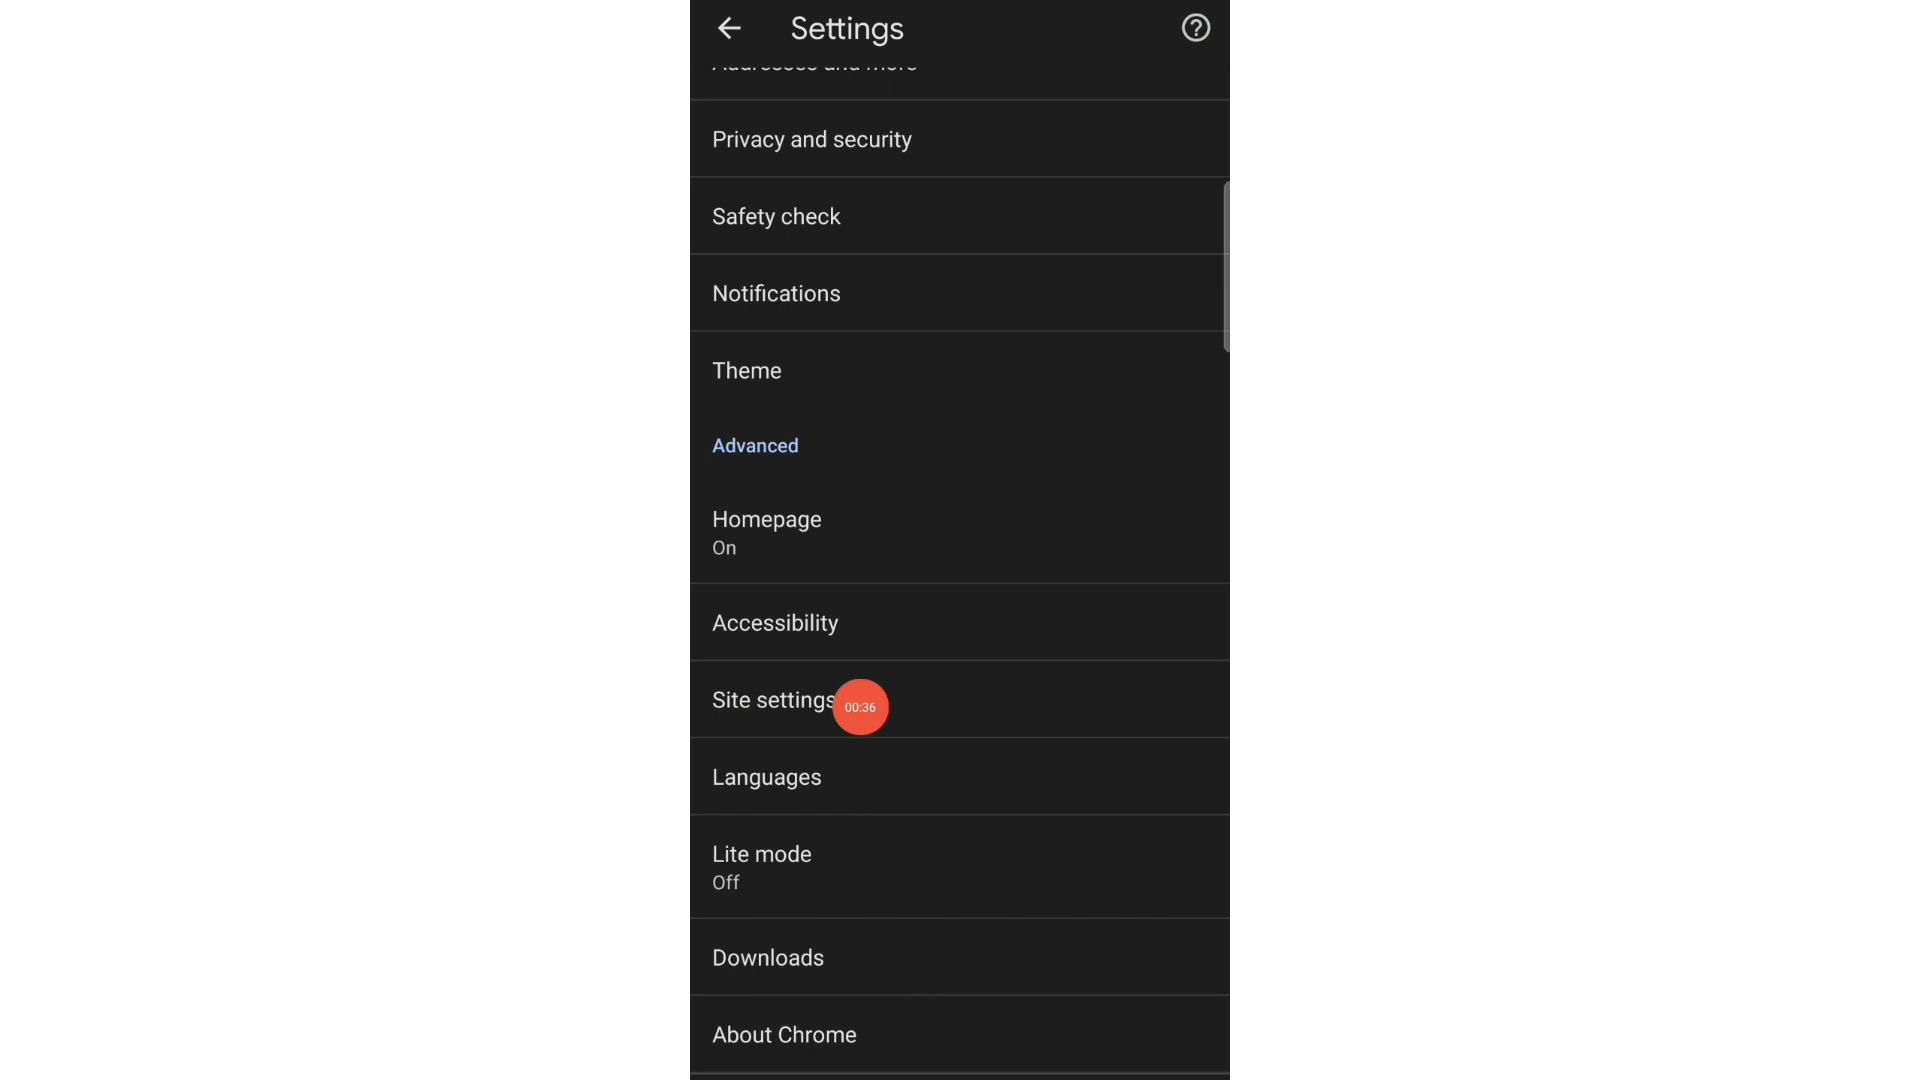 Settings
Addresses and more
Privacy and security
Safety check
Notifications
Theme
Advanced
Homepage
On
Accessibility
Site settings
00:36
Languages
Lite mode
Off
Downloads
About Chrome